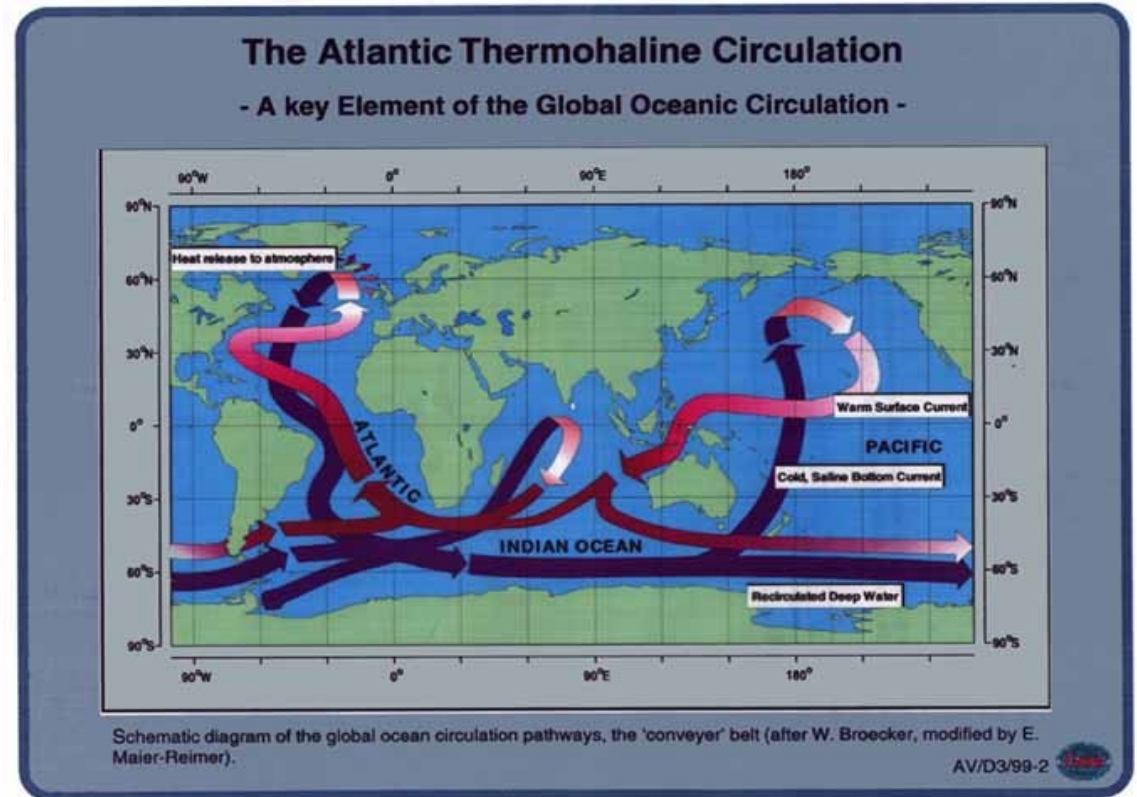 The Atlantic Thermohaline Circulation
- A key Element of the Global Oceanic Circulation -
90°W 0° 90°E 180°
90°N 90°N
Heat release to atmosphere
60°N 60°N
30°N 30°N
Warm Surface Current
0° 0°
ATLANTIC
PACIFIC
Cold, Saline Bottom Current
30°S 30°S
INDIAN OCEAN
60°S 60°S
Recirculated Deep Water
90°S 90°S
90°W 0° 90°E 180°
Schematic diagram of the global ocean circulation pathways, the 'conveyer' belt (after W. Broecker, modified by E.
Maier-Reimer).
AV/D3/99-2